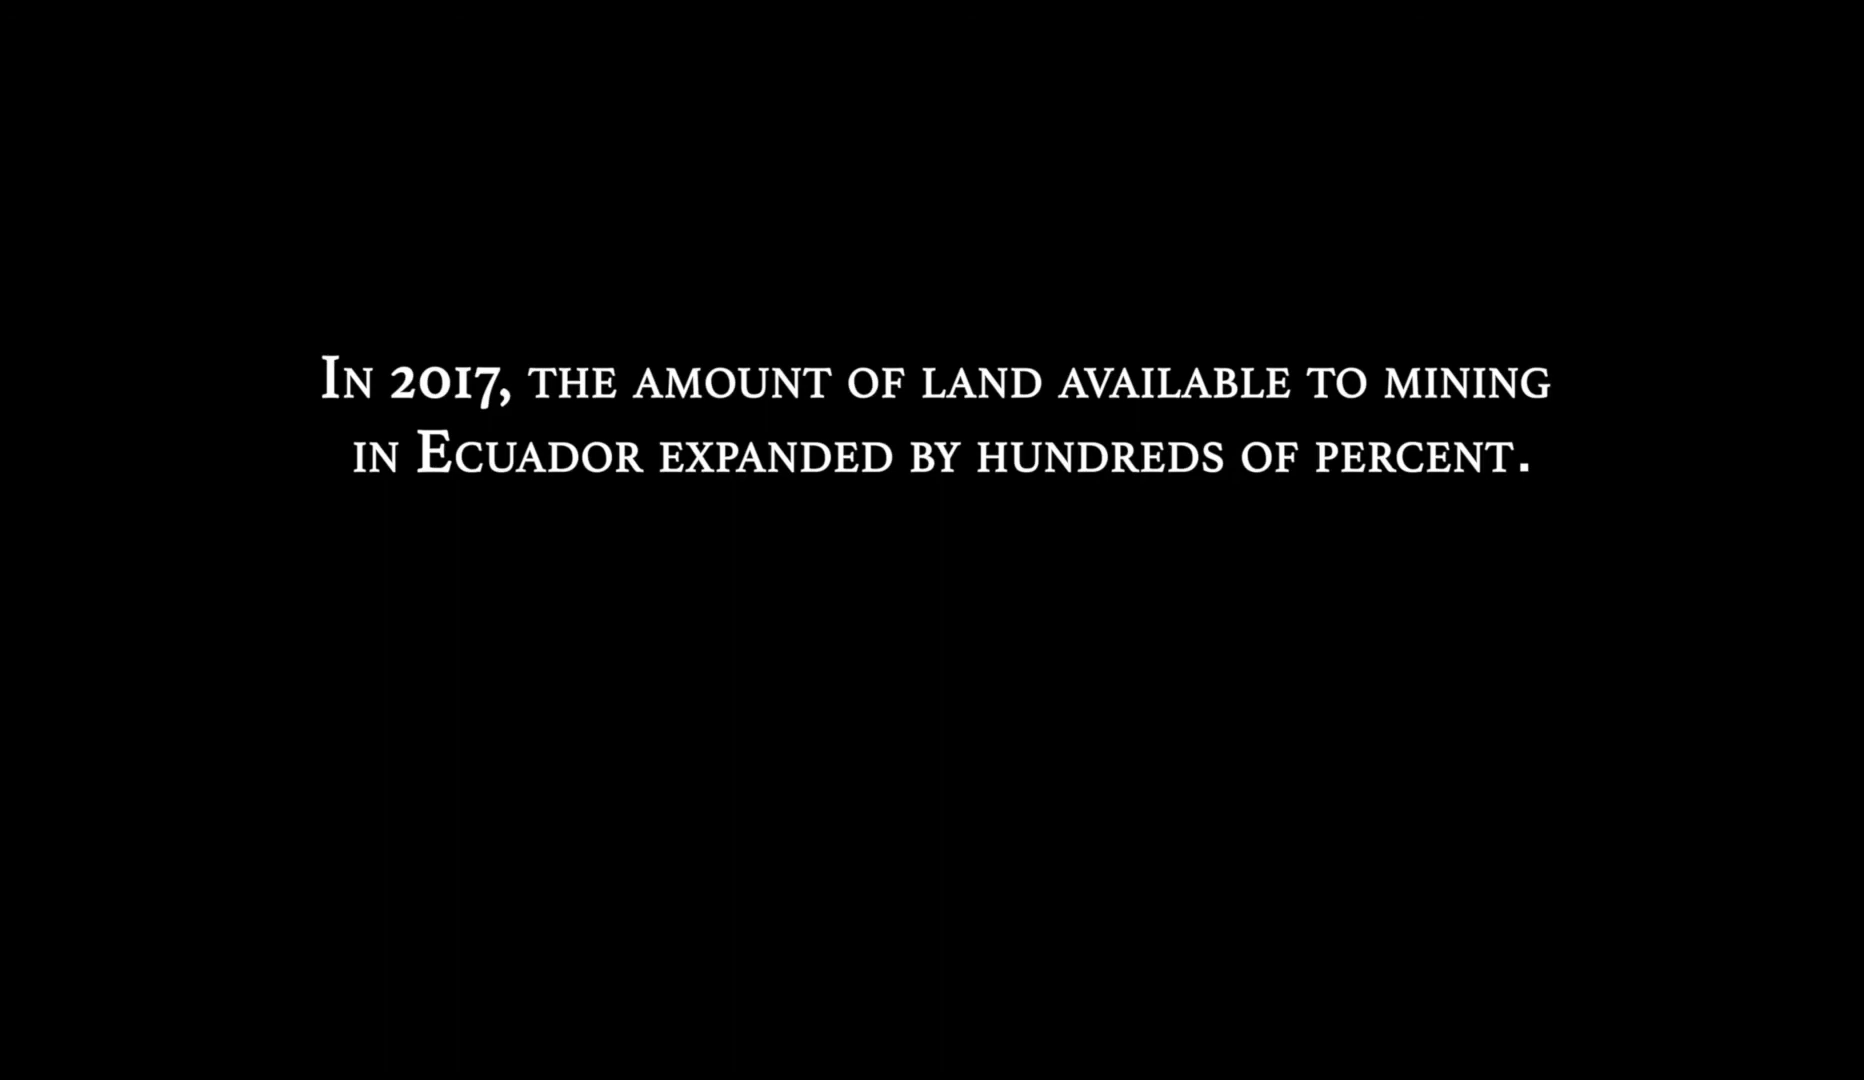 In 2017, the amount of land available to mining
in Ecuador expanded by hundreds of percent.